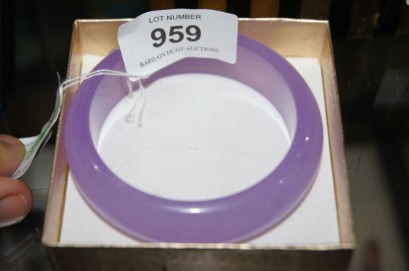 LOT NUMBER
959
BARGAIN HUNT AUCTIONS